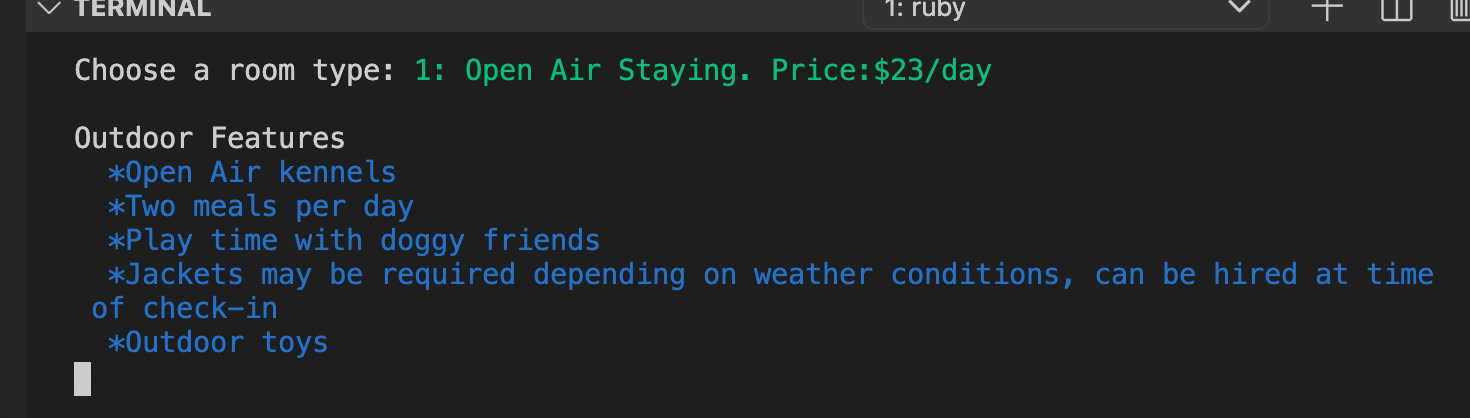 TERMINAL
1: ruby
Choose a room type: 1: Open Air Staying. Price:$23/day
Outdoor Features
*Open Air kennels
*Two meals per day
*Play time with doggy friends
*Jackets may be required depending on weather conditions, can be hired at time
of check-in
*Outdoor toys